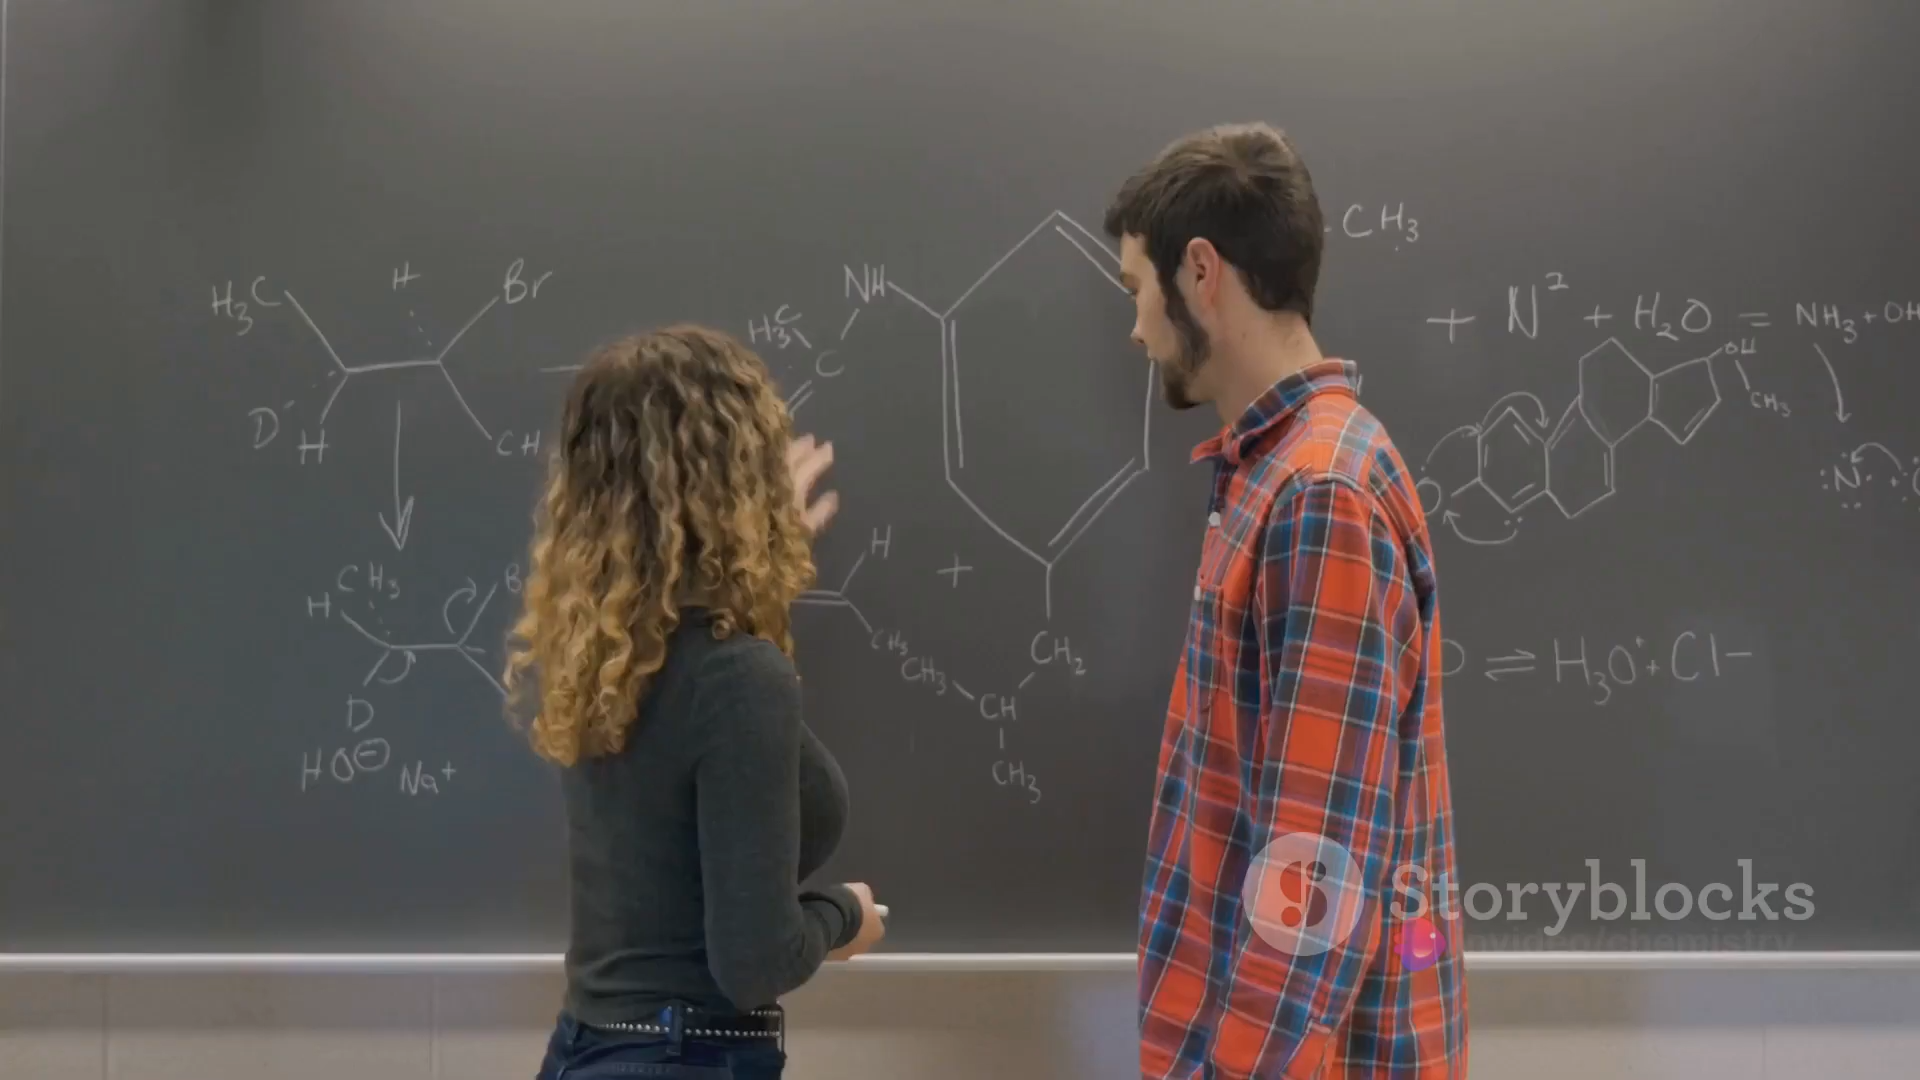 H₃C H Br
D H CH
CH₃
H B
D
HO⊖ Na⁺
NH
H₃C
C
H
+
CH₃
CH₂
CH₃ CH
CH₃
CH₃
+ N² + H₂O = NH₃ + OH
OH
CH₃
O
:N· +
O ⇌ H₃O⁺ + Cl−
Storyblocks